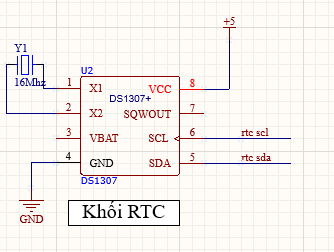 +5
Y1
16Mhz
U2
1
X1
VCC
8
DS1307+
2
X2
SQWOUT
7
3
VBAT
SCL
6
rtc scl
4
GND
SDA
5
rtc sda
DS1307
GND
Khối RTC